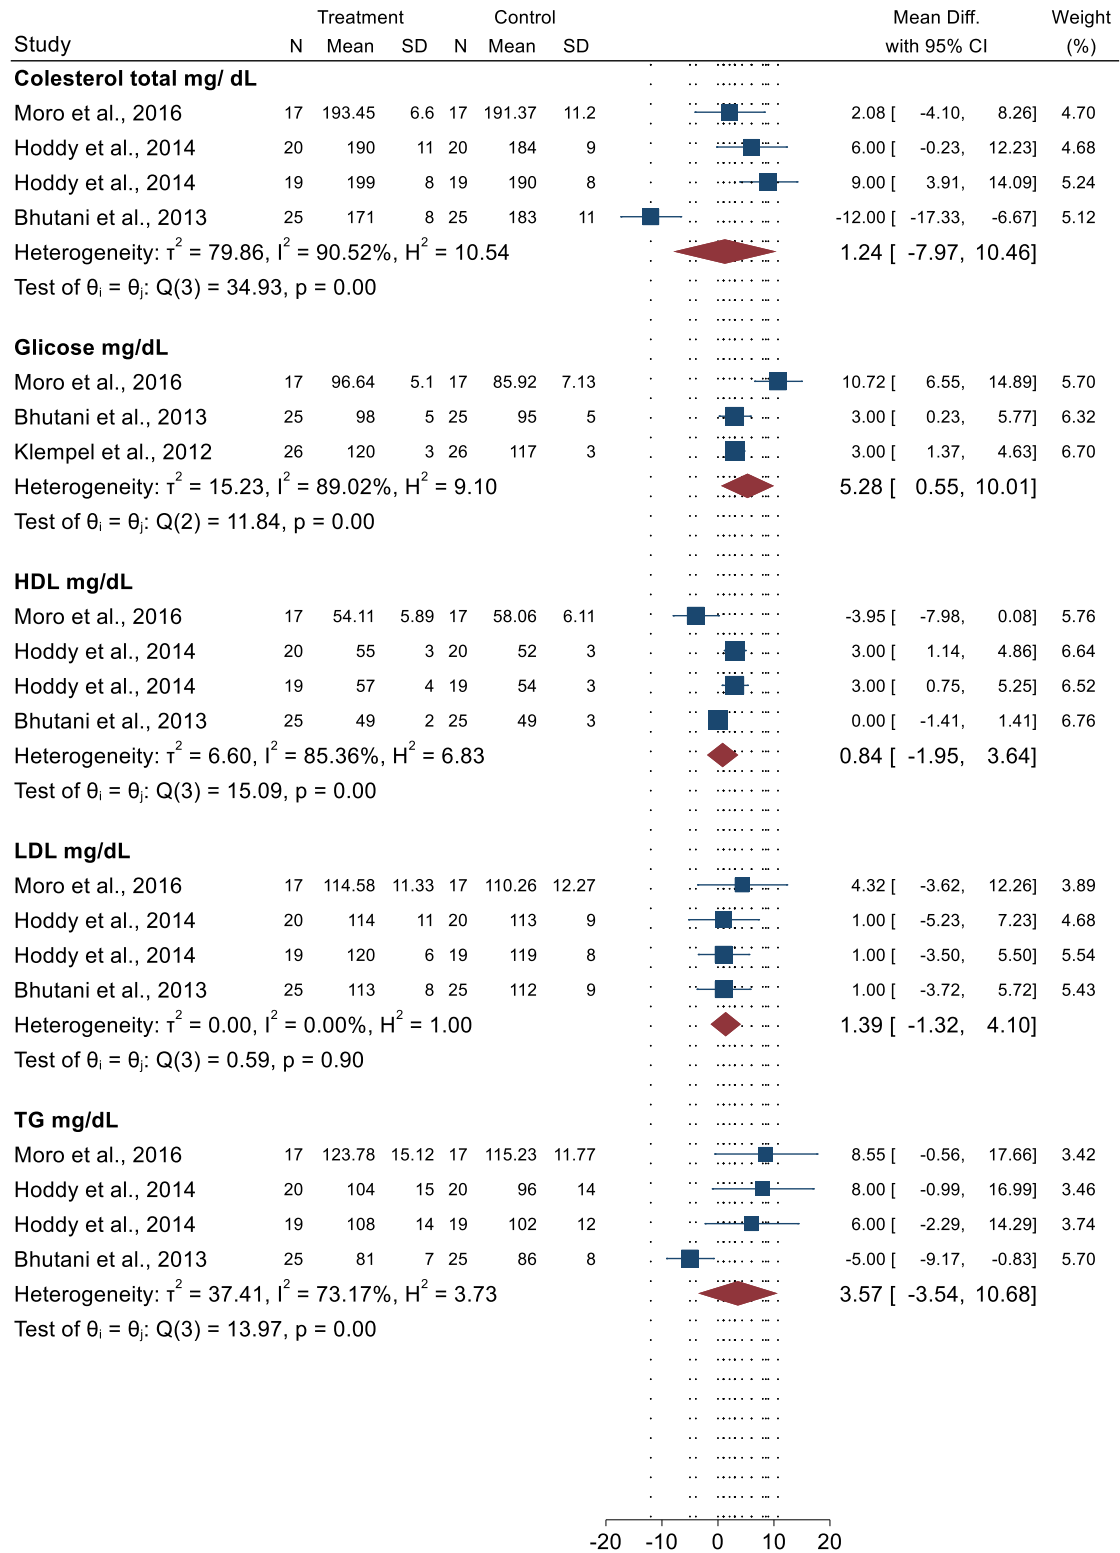 Treatment Control Mean Diff. Weight
Study N Mean SD N Mean SD with 95% CI (%)
Colesterol total mg/ dL
Moro et al., 2016 17 193.45 6.6 17 191.37 11.2 2.08 [ -4.10, 8.26] 4.70
Hoddy et al., 2014 20 190 11 20 184 9 6.00 [ -0.23, 12.23] 4.68
Hoddy et al., 2014 19 199 8 19 190 8 9.00 [ 3.91, 14.09] 5.24
Bhutani et al., 2013 25 171 8 25 183 11 -12.00 [ -17.33, -6.67] 5.12
Heterogeneity: τ² = 79.86, I² = 90.52%, H² = 10.54 1.24 [ -7.97, 10.46]
Test of θᵢ = θⱼ: Q(3) = 34.93, p = 0.00
Glicose mg/dL
Moro et al., 2016 17 96.64 5.1 17 85.92 7.13 10.72 [ 6.55, 14.89] 5.70
Bhutani et al., 2013 25 98 5 25 95 5 3.00 [ 0.23, 5.77] 6.32
Klempel et al., 2012 26 120 3 26 117 3 3.00 [ 1.37, 4.63] 6.70
Heterogeneity: τ² = 15.23, I² = 89.02%, H² = 9.10 5.28 [ 0.55, 10.01]
Test of θᵢ = θⱼ: Q(2) = 11.84, p = 0.00
HDL mg/dL
Moro et al., 2016 17 54.11 5.89 17 58.06 6.11 -3.95 [ -7.98, 0.08] 5.76
Hoddy et al., 2014 20 55 3 20 52 3 3.00 [ 1.14, 4.86] 6.64
Hoddy et al., 2014 19 57 4 19 54 3 3.00 [ 0.75, 5.25] 6.52
Bhutani et al., 2013 25 49 2 25 49 3 0.00 [ -1.41, 1.41] 6.76
Heterogeneity: τ² = 6.60, I² = 85.36%, H² = 6.83 0.84 [ -1.95, 3.64]
Test of θᵢ = θⱼ: Q(3) = 15.09, p = 0.00
LDL mg/dL
Moro et al., 2016 17 114.58 11.33 17 110.26 12.27 4.32 [ -3.62, 12.26] 3.89
Hoddy et al., 2014 20 114 11 20 113 9 1.00 [ -5.23, 7.23] 4.68
Hoddy et al., 2014 19 120 6 19 119 8 1.00 [ -3.50, 5.50] 5.54
Bhutani et al., 2013 25 113 8 25 112 9 1.00 [ -3.72, 5.72] 5.43
Heterogeneity: τ² = 0.00, I² = 0.00%, H² = 1.00 1.39 [ -1.32, 4.10]
Test of θᵢ = θⱼ: Q(3) = 0.59, p = 0.90
TG mg/dL
Moro et al., 2016 17 123.78 15.12 17 115.23 11.77 8.55 [ -0.56, 17.66] 3.42
Hoddy et al., 2014 20 104 15 20 96 14 8.00 [ -0.99, 16.99] 3.46
Hoddy et al., 2014 19 108 14 19 102 12 6.00 [ -2.29, 14.29] 3.74
Bhutani et al., 2013 25 81 7 25 86 8 -5.00 [ -9.17, -0.83] 5.70
Heterogeneity: τ² = 37.41, I² = 73.17%, H² = 3.73 3.57 [ -3.54, 10.68]
Test of θᵢ = θⱼ: Q(3) = 13.97, p = 0.00
-20 -10 0 10 20